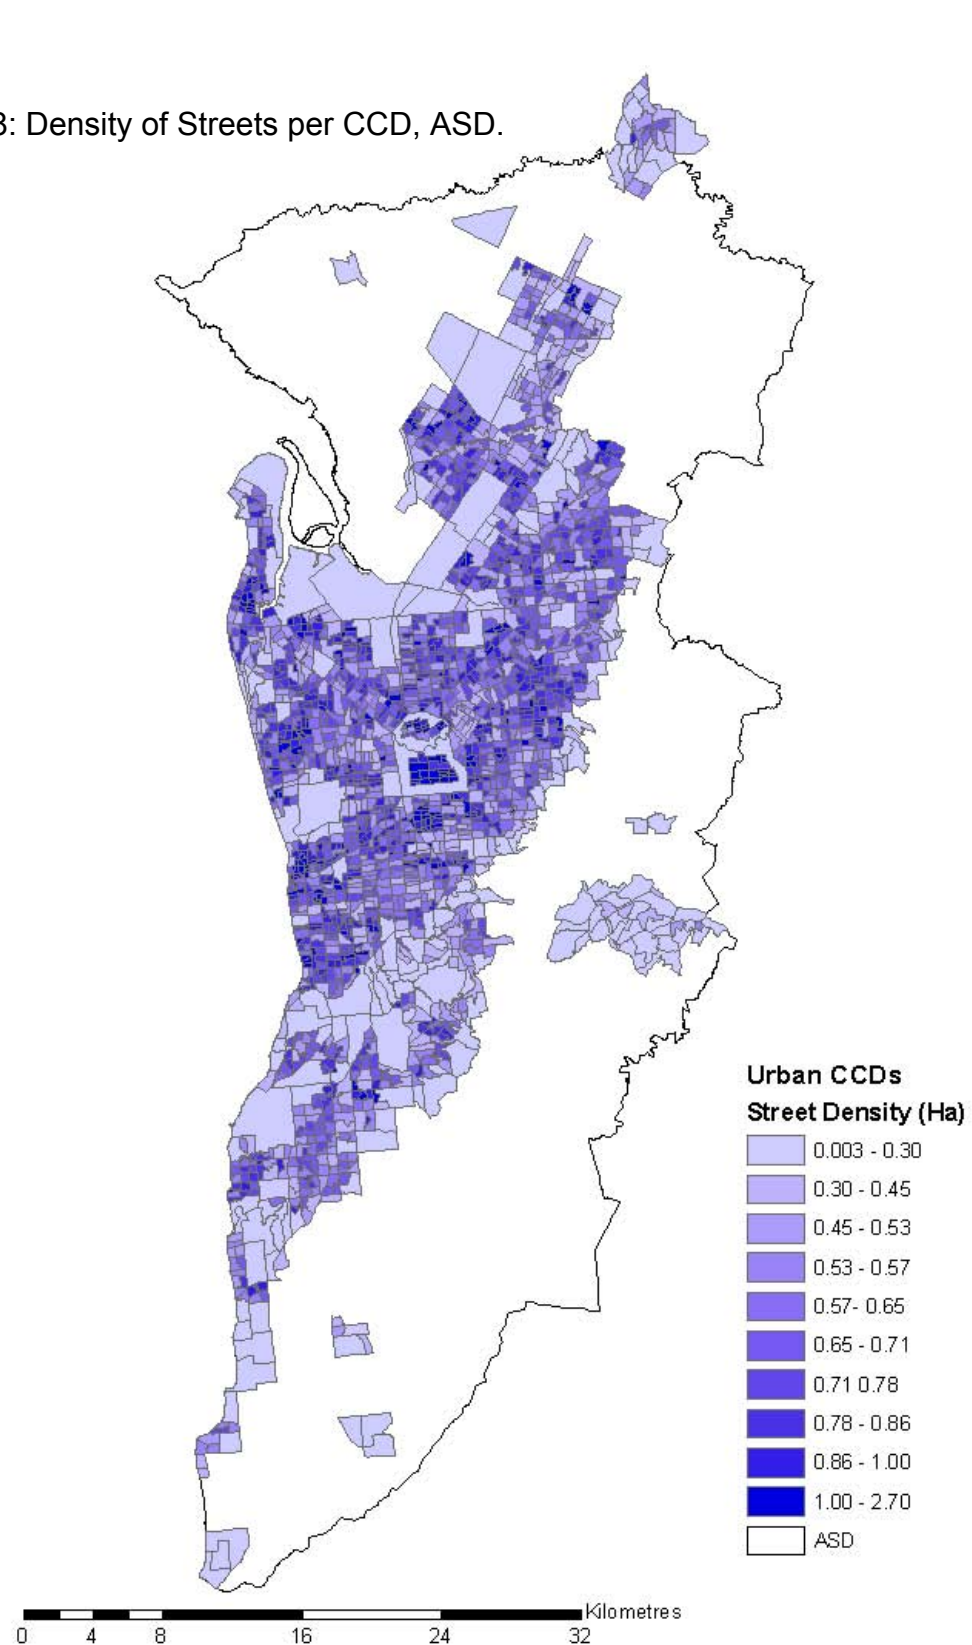 3: Density of Streets per CCD, ASD.
Urban CCDs
Street Density (Ha)
0.003 - 0.30
0.30 - 0.45
0.45 - 0.53
0.53 - 0.57
0.57- 0.65
0.65 - 0.71
0.71 0.78
0.78 - 0.86
0.86 - 1.00
1.00 - 2.70
ASD
Kilometres
0 4 8 16 24 32